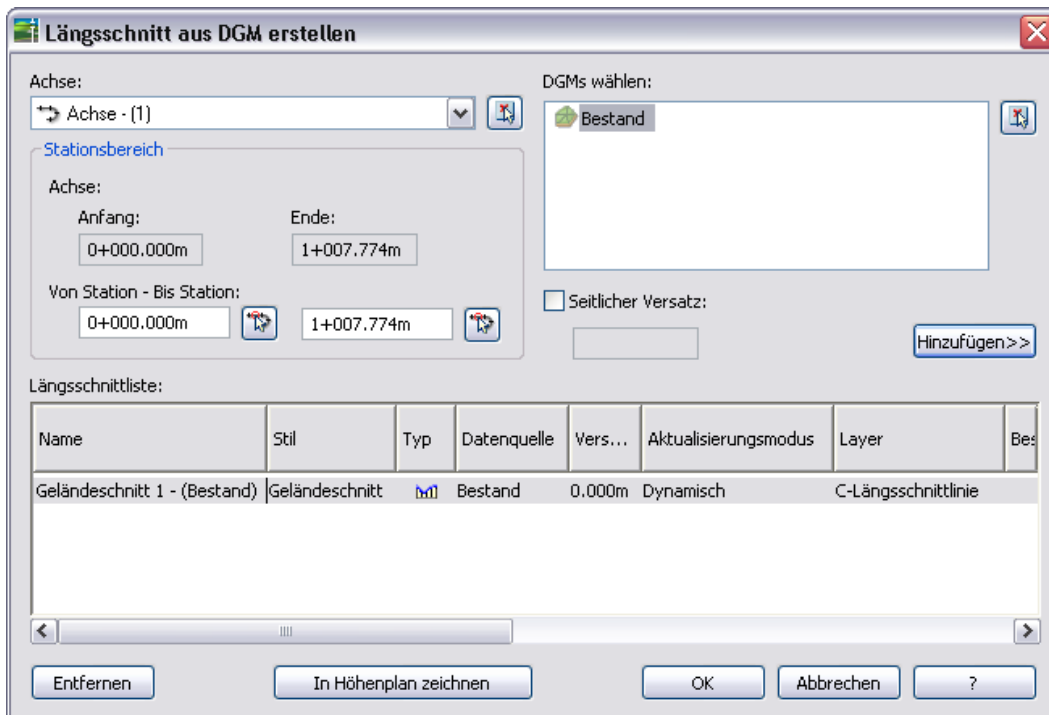 Längsschnitt aus DGM erstellen
Achse:
Achse - (1)
DGMs wählen:
Bestand
Stationsbereich
Achse:
Anfang:
Ende:
0+000.000m
1+007.774m
Von Station - Bis Station:
0+000.000m
1+007.774m
Seitlicher Versatz:
Hinzufügen>>
Längsschnittliste:
Name Stil Typ Datenquelle Vers... Aktualisierungsmodus Layer Bes
Geländeschnitt 1 - (Bestand) Geländeschnitt Bestand 0.000m Dynamisch C-Längsschnittlinie
Entfernen
In Höhenplan zeichnen
OK
Abbrechen
?